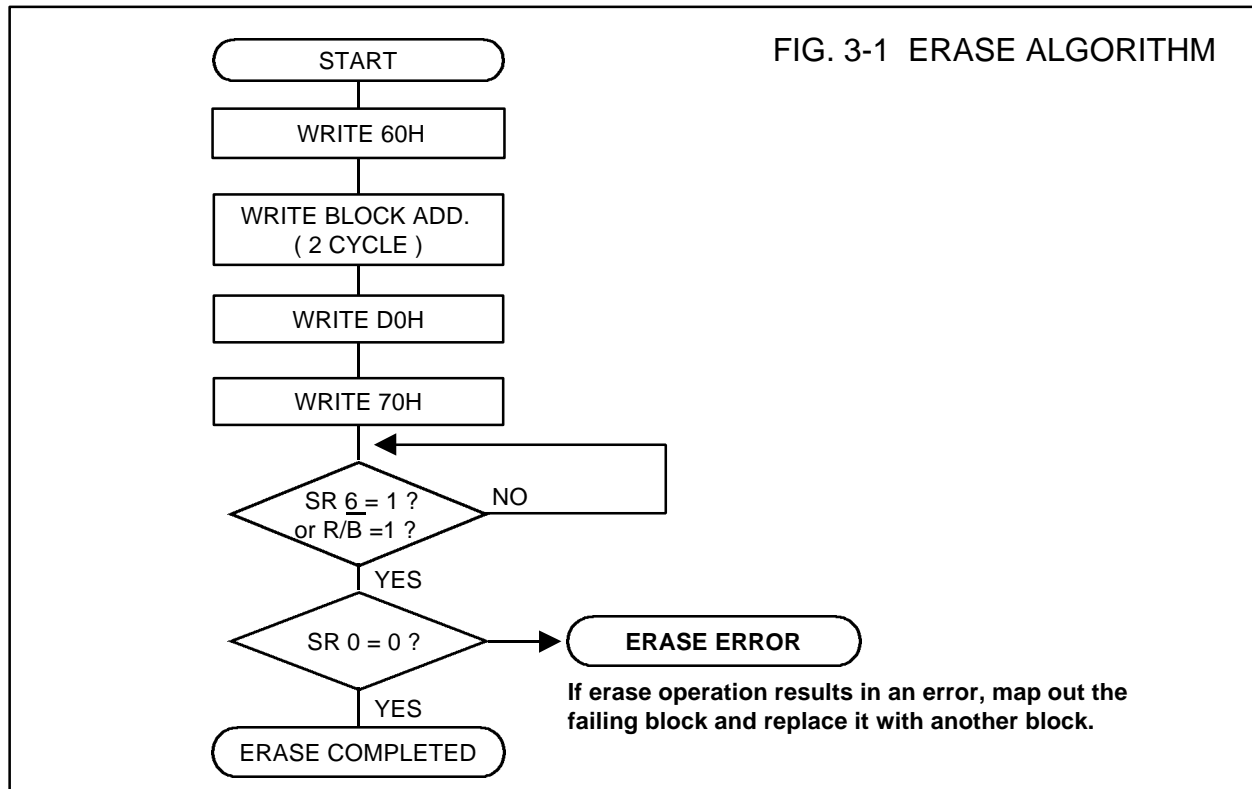 FIG. 3-1 ERASE ALGORITHM
START
WRITE 60H
WRITE BLOCK ADD.
( 2 CYCLE )
WRITE D0H
WRITE 70H
SR 6 = 1 ?
or R/B =1 ?
NO
YES
SR 0 = 0 ?
ERASE ERROR
If erase operation results in an error, map out the
failing block and replace it with another block.
YES
ERASE COMPLETED